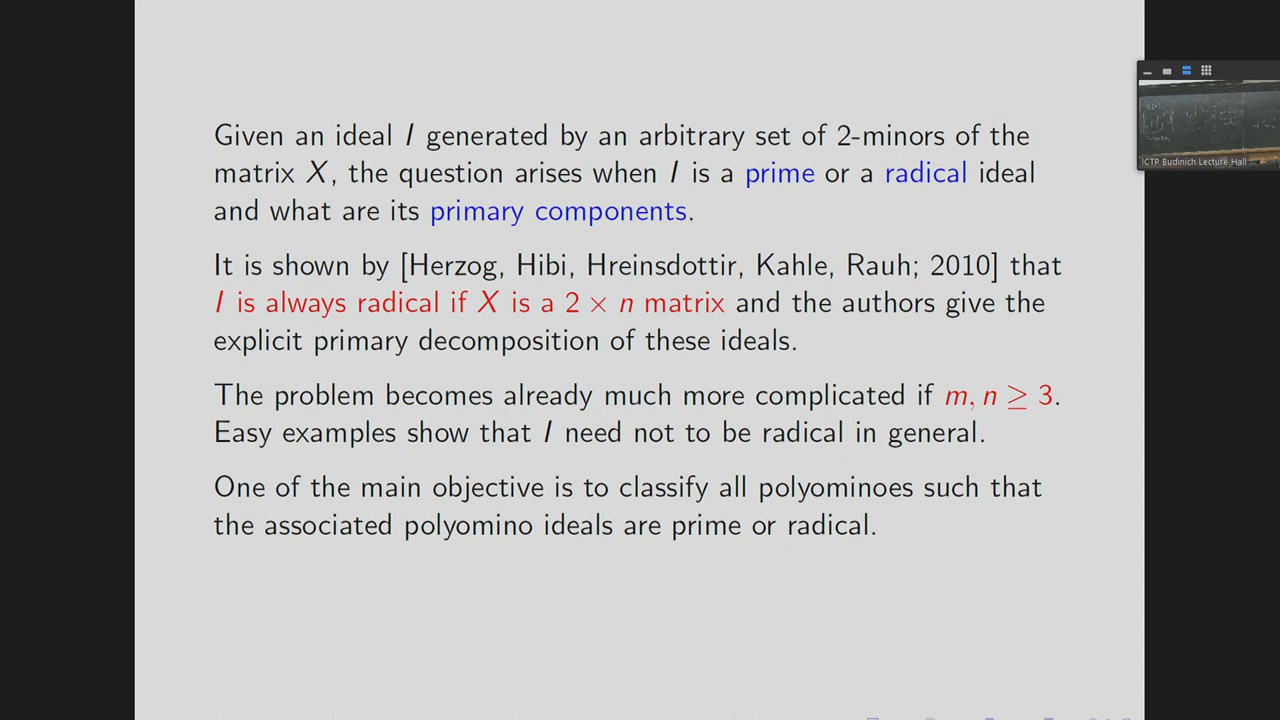 Given an ideal I generated by an arbitrary set of 2-minors of the
matrix X, the question arises when I is a prime or a radical ideal
and what are its primary components.
It is shown by [Herzog, Hibi, Hreinsdottir, Kahle, Rauh; 2010] that
I is always radical if X is a 2 × n matrix and the authors give the
explicit primary decomposition of these ideals.
The problem becomes already much more complicated if m, n ≥ 3.
Easy examples show that I need not to be radical in general.
One of the main objective is to classify all polyominoes such that
the associated polyomino ideals are prime or radical.
ICTP Budinich Lecture Hall